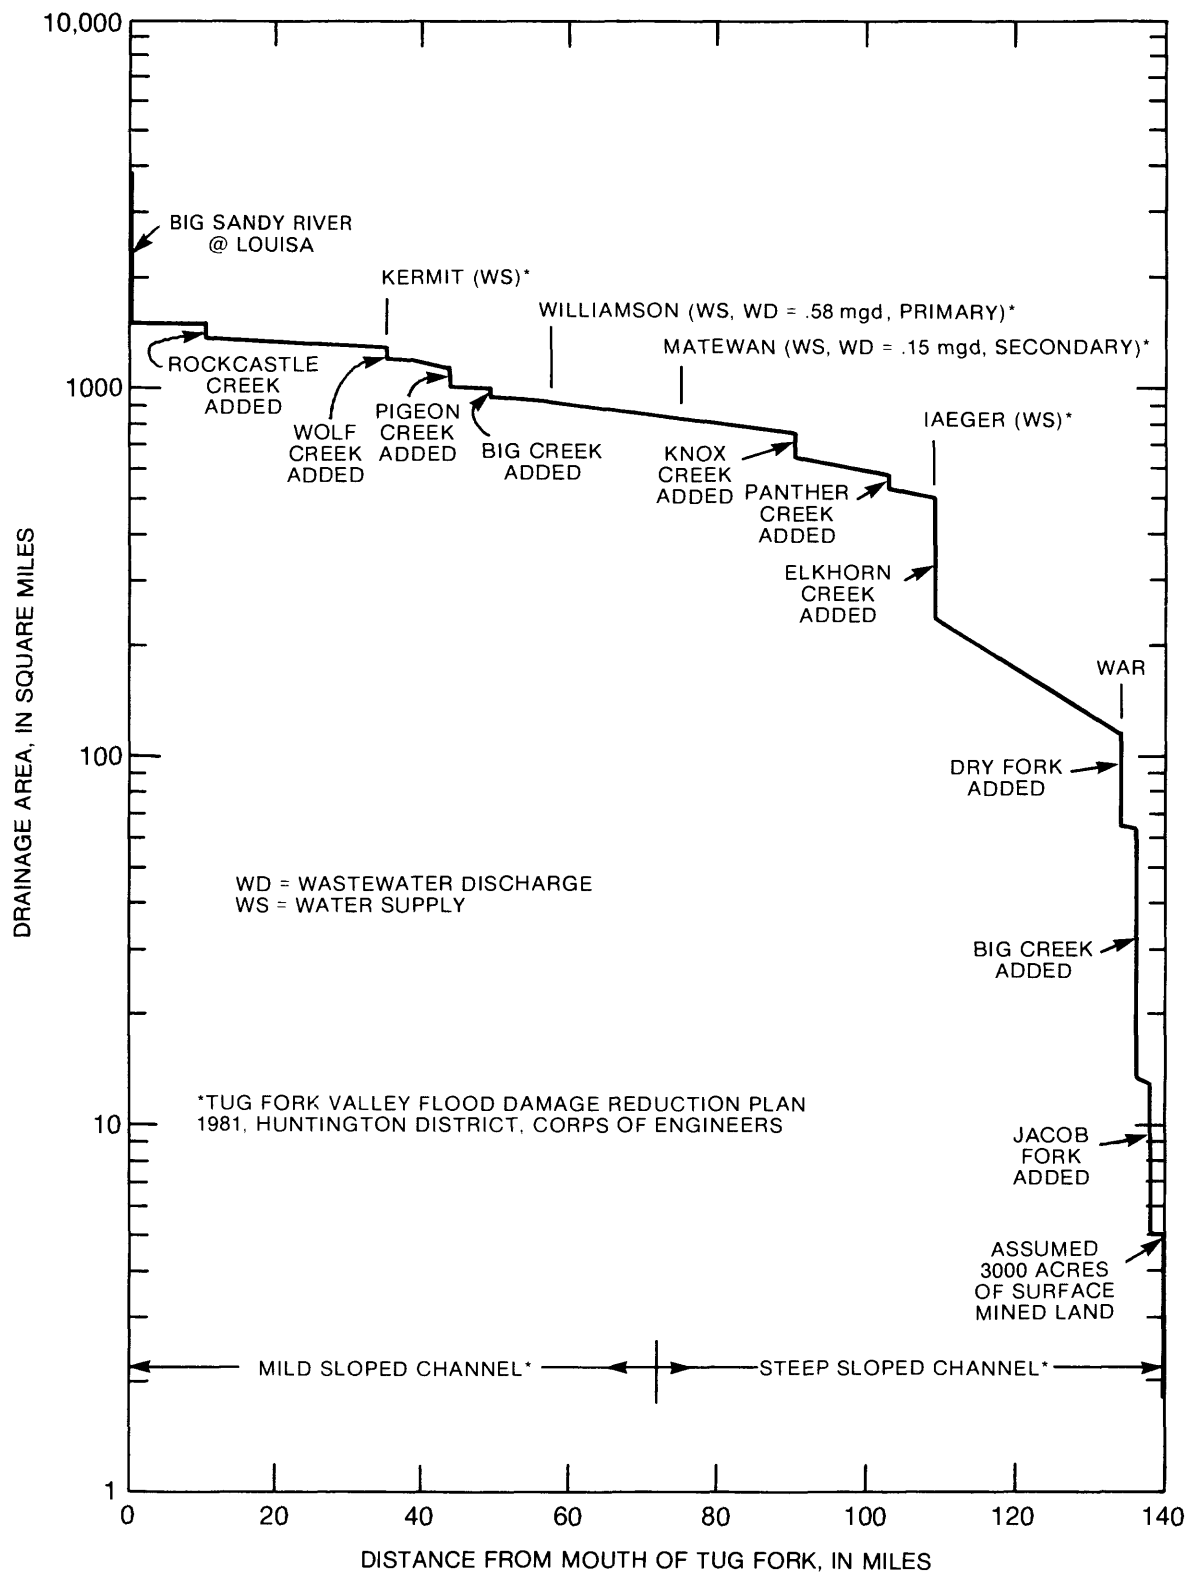 10,000
BIG SANDY RIVER
@ LOUISA
KERMIT (WS)*
WILLIAMSON (WS, WD = .58 mgd, PRIMARY)*
MATEWAN (WS, WD = .15 mgd, SECONDARY)*
ROCKCASTLE
CREEK
ADDED
1000
WOLF
CREEK
ADDED
PIGEON
CREEK
ADDED
BIG CREEK
ADDED
KNOX
CREEK
ADDED
IAEGER (WS)*
PANTHER
CREEK
ADDED
ELKHORN
CREEK
ADDED
WAR
100
DRY FORK
ADDED
DRAINAGE AREA, IN SQUARE MILES
WD = WASTEWATER DISCHARGE
WS = WATER SUPPLY
BIG CREEK
ADDED
*TUG FORK VALLEY FLOOD DAMAGE REDUCTION PLAN
1981, HUNTINGTON DISTRICT, CORPS OF ENGINEERS
10
JACOB
FORK
ADDED
ASSUMED
3000 ACRES
OF SURFACE
MINED LAND
MILD SLOPED CHANNEL*
STEEP SLOPED CHANNEL*
1
0 20 40 60 80 100 120 140
DISTANCE FROM MOUTH OF TUG FORK, IN MILES